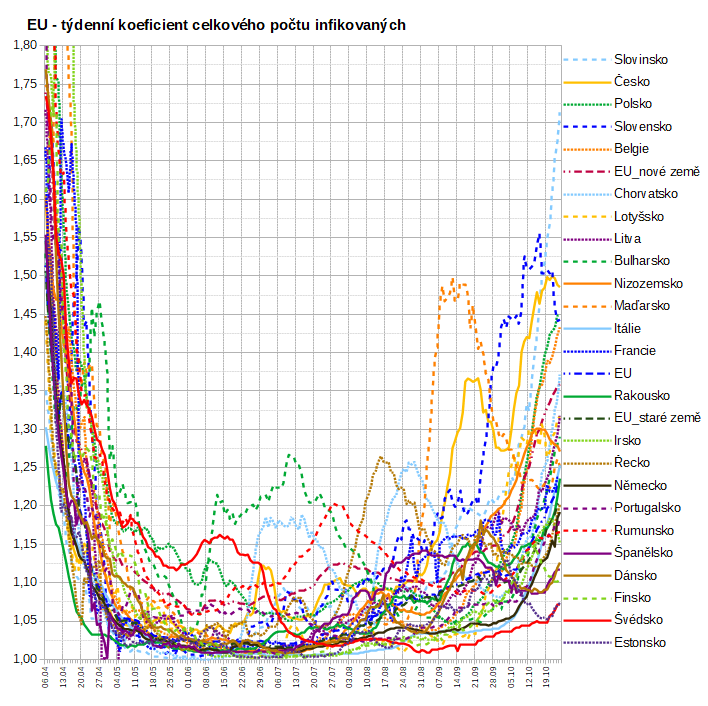 EU - týdenní koeficient celkového počtu infikovaných
1,80
1,75
1,70
1,65
1,60
1,55
1,50
1,45
1,40
1,35
1,30
1,25
1,20
1,15
1,10
1,05
1,00
06.04
13.04
20.04
27.04
04.05
11.05
18.05
25.05
01.06
08.06
15.06
22.06
29.06
06.07
13.07
20.07
27.07
03.08
10.08
17.08
24.08
31.08
07.09
14.09
21.09
28.09
05.10
12.10
19.10
Slovinsko
Česko
Polsko
Slovensko
Belgie
EU_nové země
Chorvatsko
Lotyšsko
Litva
Bulharsko
Nizozemsko
Maďarsko
Itálie
Francie
EU
Rakousko
EU_staré země
Irsko
Řecko
Německo
Portugalsko
Rumunsko
Španělsko
Dánsko
Finsko
Švédsko
Estonsko